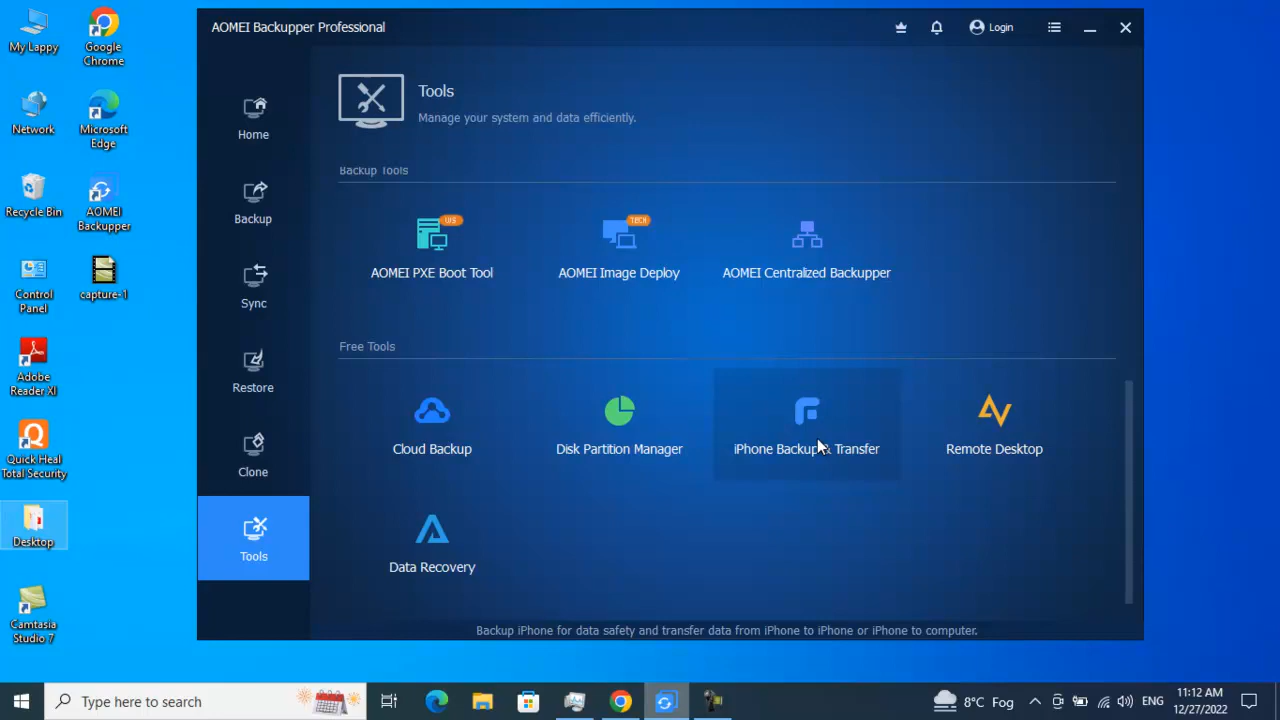 My Lappy
Google
Chrome
Network
Microsoft
Edge
Recycle Bin
AOMEI
Backupper
Control
Panel
capture-1
Adobe
Reader XI
Quick Heal
Total Security
Desktop
Camtasia
Studio 7
AOMEI Backupper Professional
Login
Home
Backup
Sync
Restore
Clone
Tools
Tools
Manage your system and data efficiently.
Backup Tools
AOMEI PXE Boot Tool
TECH
AOMEI Image Deploy
AOMEI Centralized Backupper
Free Tools
Cloud Backup
Disk Partition Manager
iPhone Backup & Transfer
Remote Desktop
Data Recovery
Backup iPhone for data safety and transfer data from iPhone to iPhone or iPhone to computer.
Type here to search
8°C Fog
ENG
11:12 AM
12/27/2022